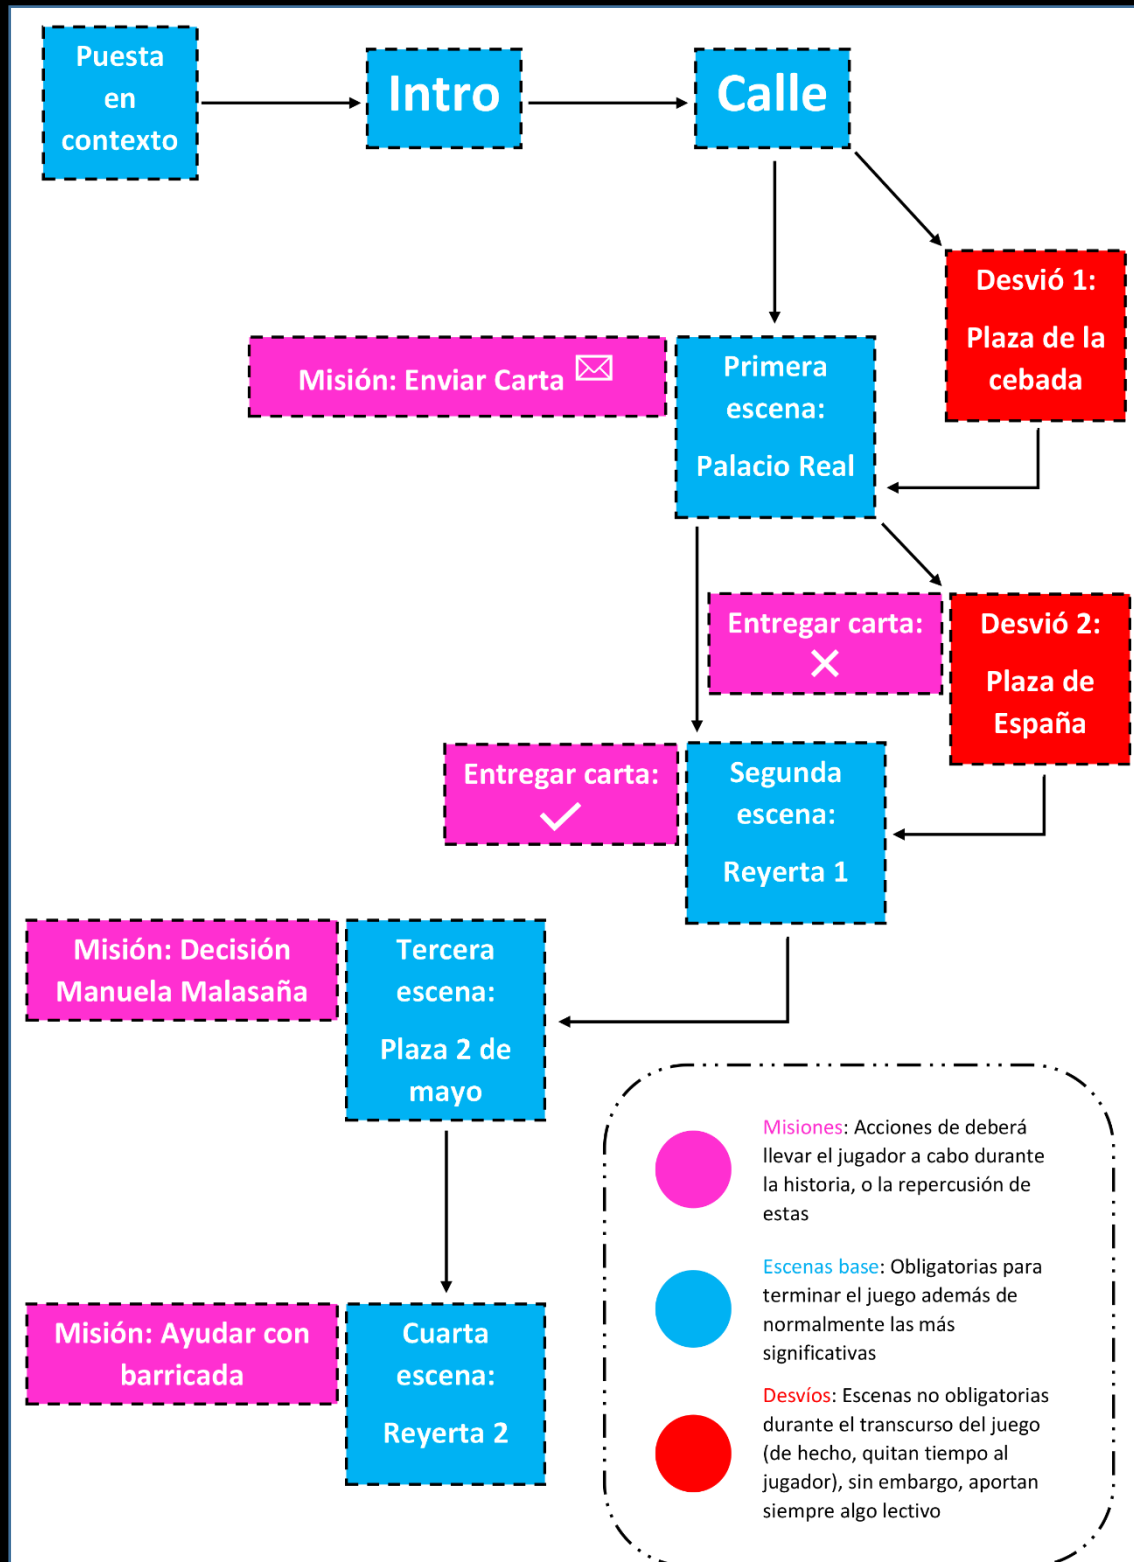 Puesta
en
contexto
Intro
Calle
Desvió 1:
Plaza de la
cebada
Misión: Enviar Carta
Primera
escena:
Palacio Real
Entregar carta:
Desvió 2:
Plaza de
España
Entregar carta:
Segunda
escena:
Reyerta 1
Misión: Decisión
Manuela Malasaña
Tercera
escena:
Plaza 2 de
mayo
Misión: Ayudar con
barricada
Cuarta
escena:
Reyerta 2
Misiones: Acciones de deberá
llevar el jugador a cabo durante
la historia, o la repercusión de
estas
Escenas base: Obligatorias para
terminar el juego además de
normalmente las más
significativas
Desvíos: Escenas no obligatorias
durante el transcurso del juego
(de hecho, quitan tiempo al
jugador), sin embargo, aportan
siempre algo lectivo